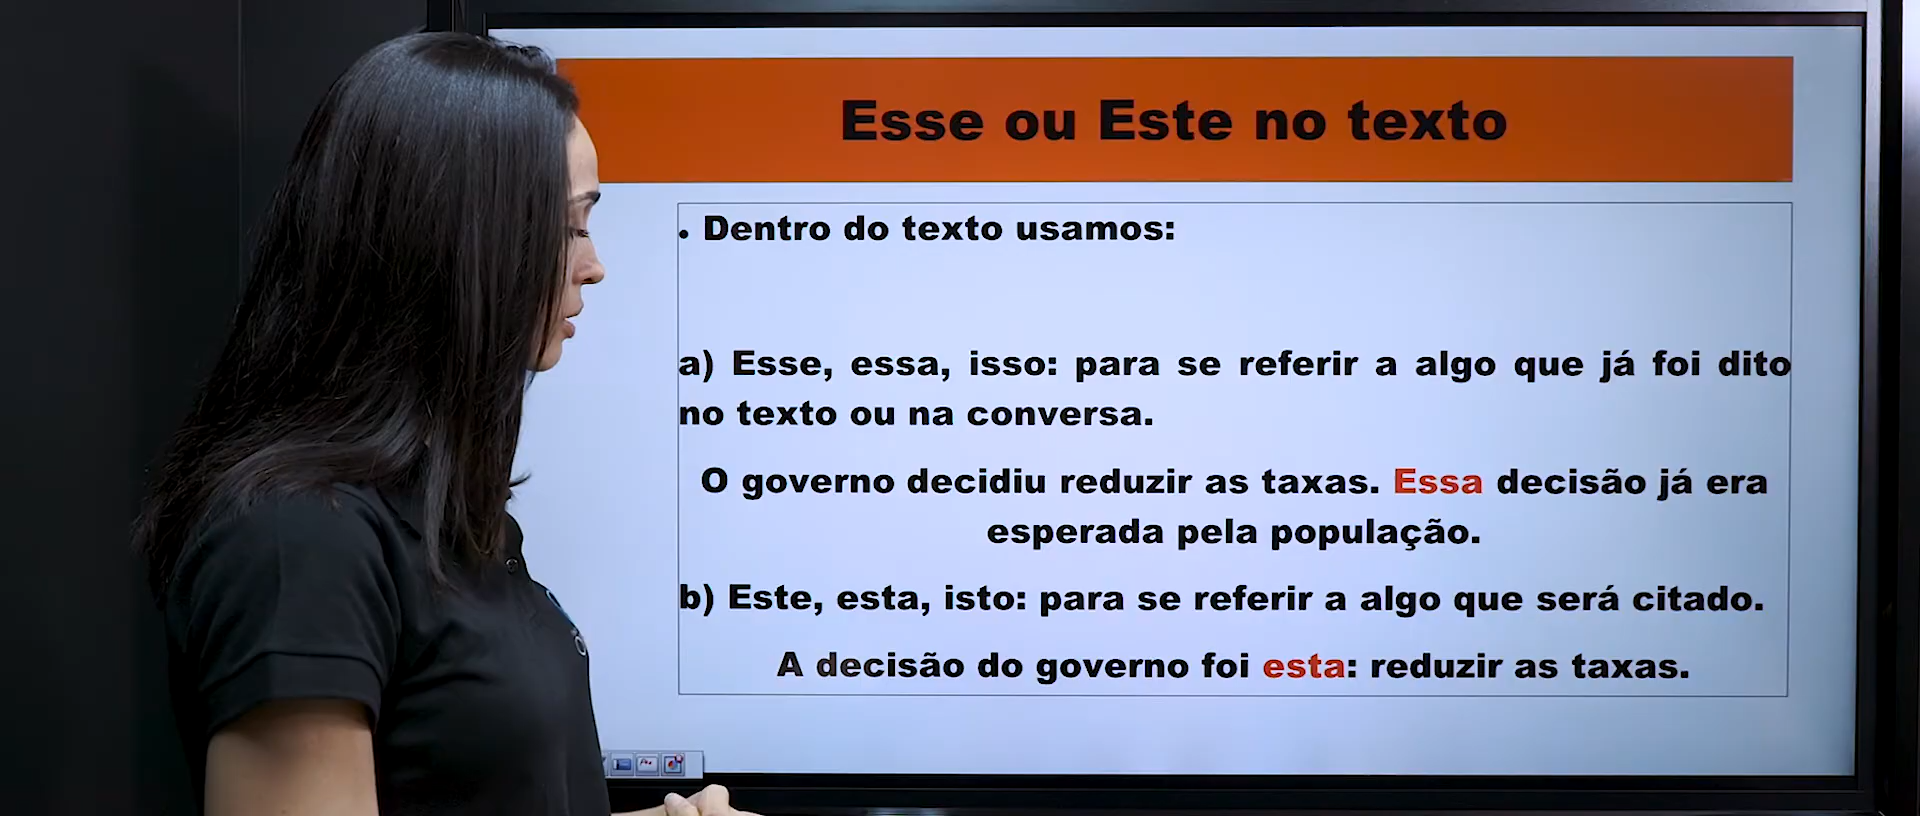 Esse ou Este no texto
• Dentro do texto usamos:
a) Esse, essa, isso: para se referir a algo que já foi dito
no texto ou na conversa.
O governo decidiu reduzir as taxas. Essa decisão já era
esperada pela população.
b) Este, esta, isto: para se referir a algo que será citado.
A decisão do governo foi esta: reduzir as taxas.